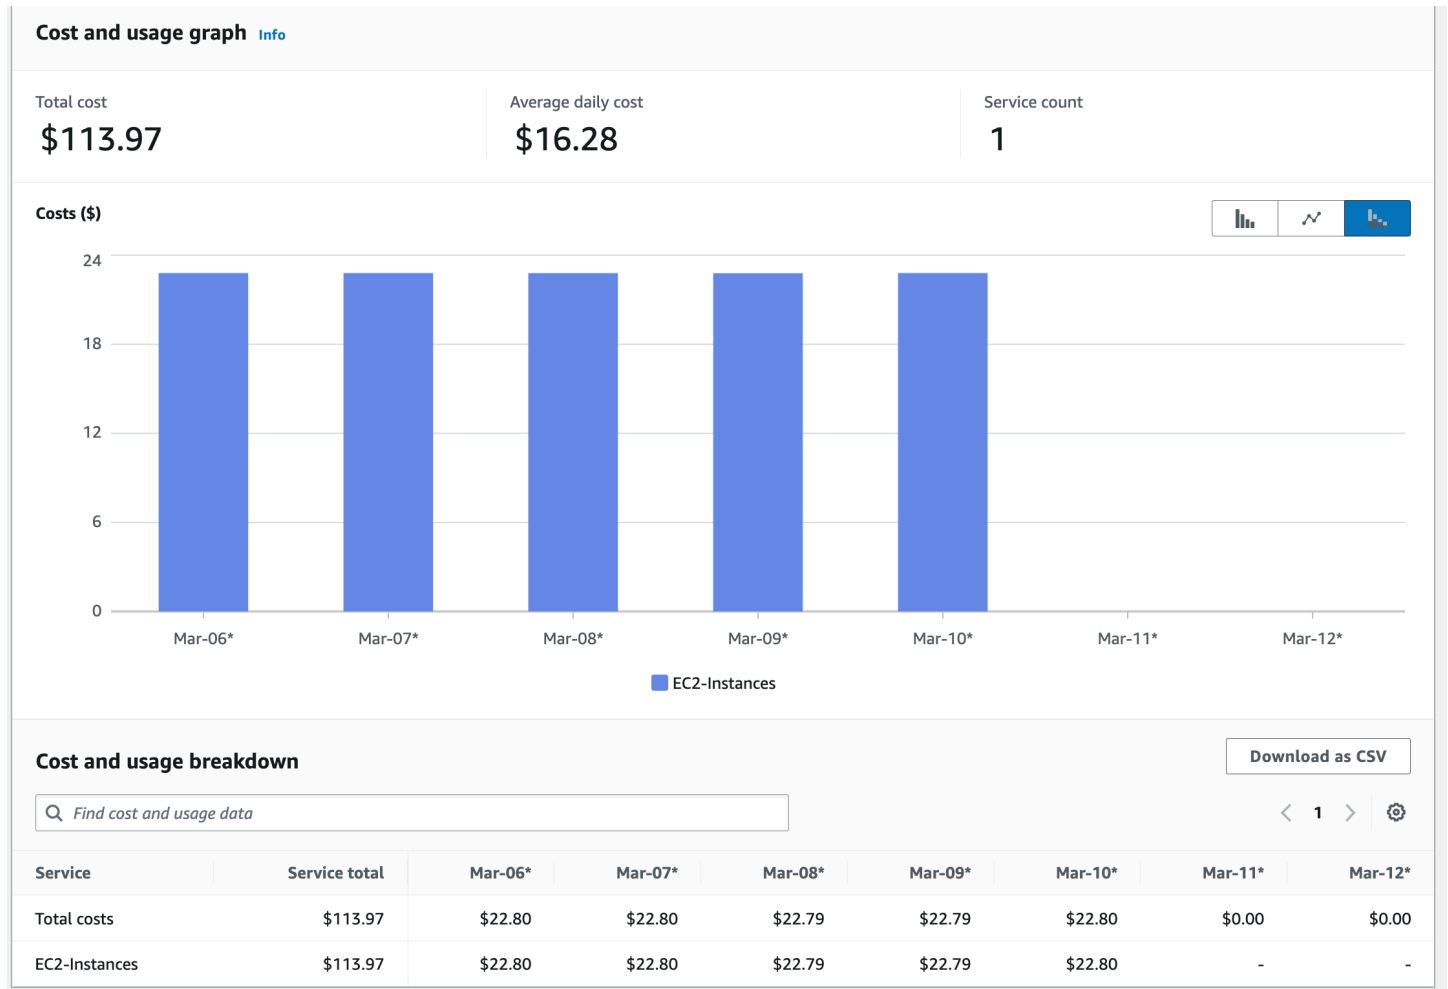 Cost and usage graph Info
Total cost Average daily cost Service count
$113.97 $16.28 1
Costs ($)
24
18
12
6
0
Mar-06* Mar-07* Mar-08* Mar-09* Mar-10* Mar-11* Mar-12*
EC2-Instances
Cost and usage breakdown Download as CSV
Find cost and usage data 1
Service Service total Mar-06* Mar-07* Mar-08* Mar-09* Mar-10* Mar-11* Mar-12*
Total costs $113.97 $22.80 $22.80 $22.79 $22.79 $22.80 $0.00 $0.00
EC2-Instances $113.97 $22.80 $22.80 $22.79 $22.79 $22.80 - -